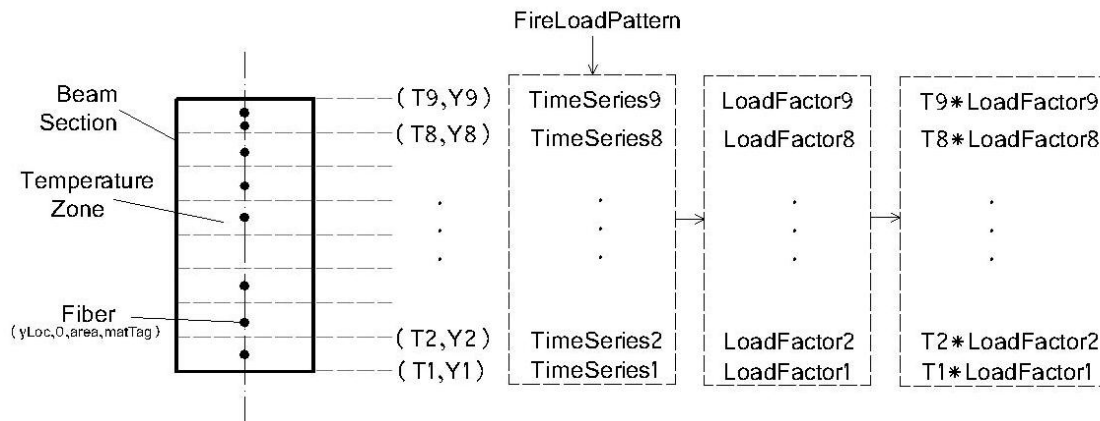 FireLoadPattern
Beam
Section
(T9,Y9) TimeSeries9 LoadFactor9 T9*LoadFactor9
(T8,Y8) TimeSeries8 LoadFactor8 T8*LoadFactor8
Temperature
Zone
Fiber
(yLoc,0,area,matTag)
(T2,Y2) TimeSeries2 LoadFactor2 T2*LoadFactor2
(T1,Y1) TimeSeries1 LoadFactor1 T1*LoadFactor1